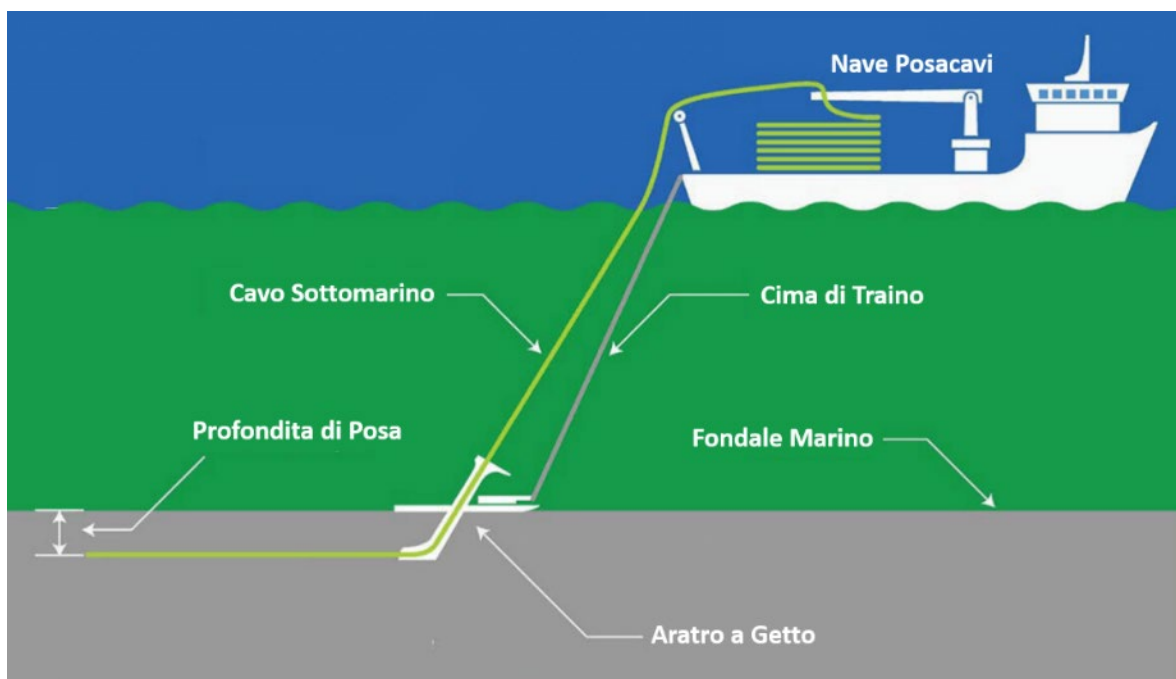 Nave Posacavi
Cavo Sottomarino
Cima di Traino
Profondita di Posa
Fondale Marino
Aratro a Getto